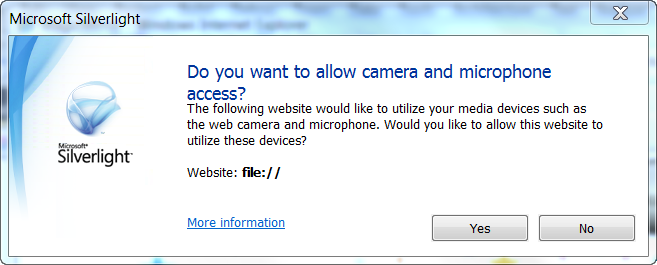 Microsoft Silverlight
Do you want to allow camera and microphone
access?
The following website would like to utilize your media devices such as
the web camera and microphone. Would you like to allow this website to
utilize these devices?
Microsoft®
Silverlight™
Website: file://
More information
Yes
No